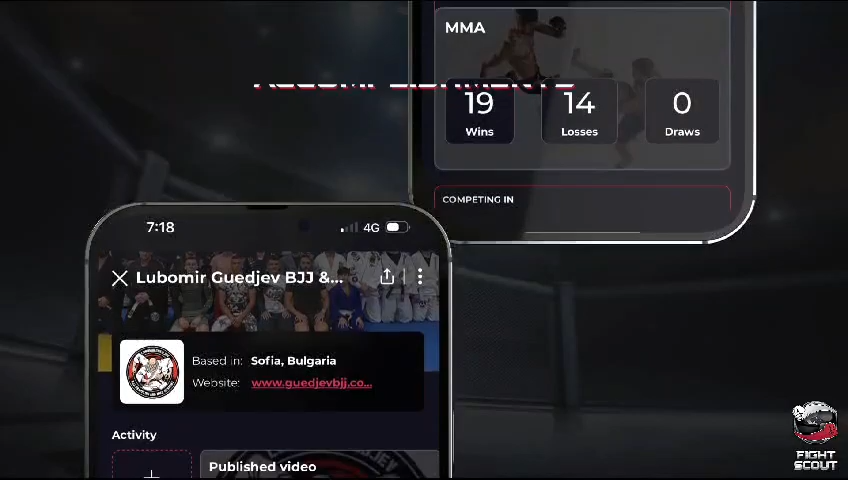 MMA
19
14
0
Wins
Losses
Draws
COMPETING IN
7:18
4G
Lubomir Guedjev BJJ &...
Based in: Sofia, Bulgaria
Website: www.guedjevbjj.co...
Activity
Published video
FIGHT
SCOUT